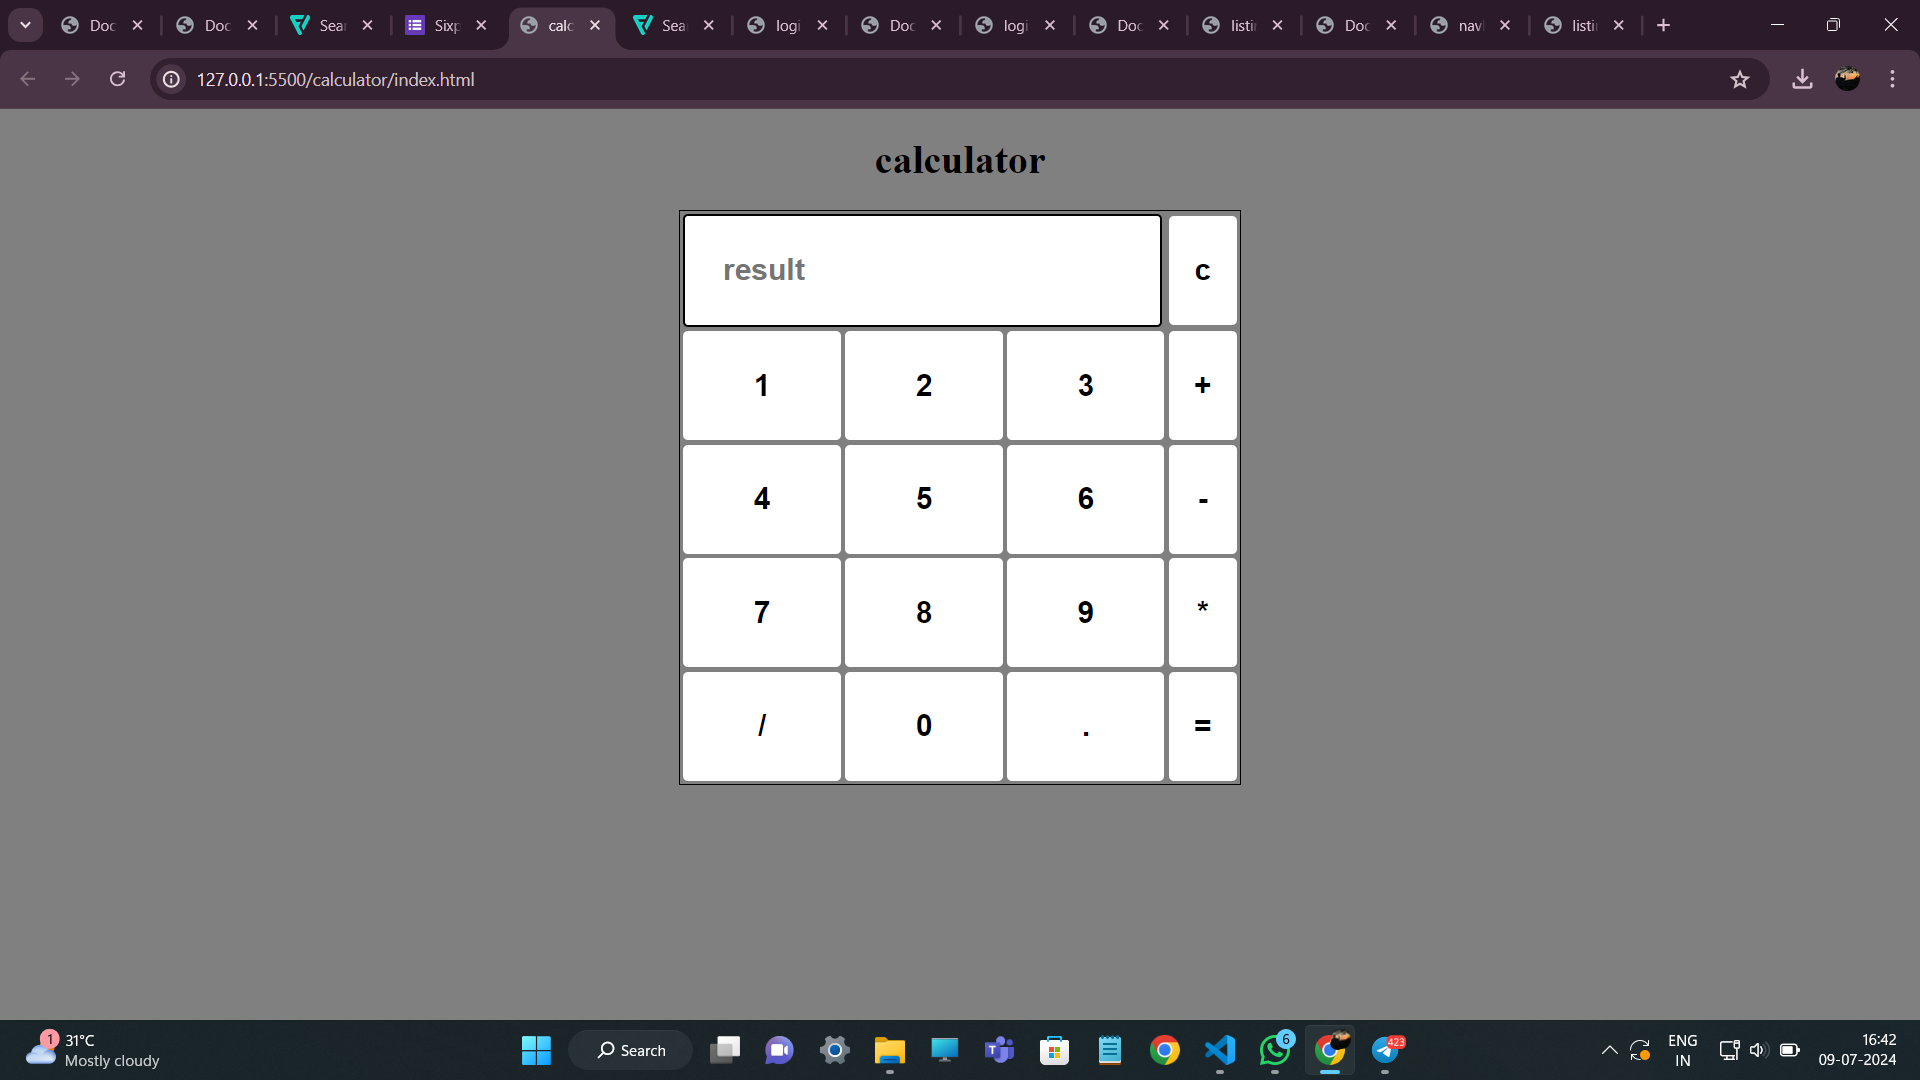 Doc
Doc
Sea
Sixp
calc
Sea
logi
Doc
logi
Doc
listi
Doc
nav
listi
127.0.0.1:5500/calculator/index.html
calculator
result c
1 2 3 +
4 5 6 -
7 8 9 *
/ 0 . =
1
31°C
Mostly cloudy
Search
T
6
423
ENG
IN
16:42
09-07-2024